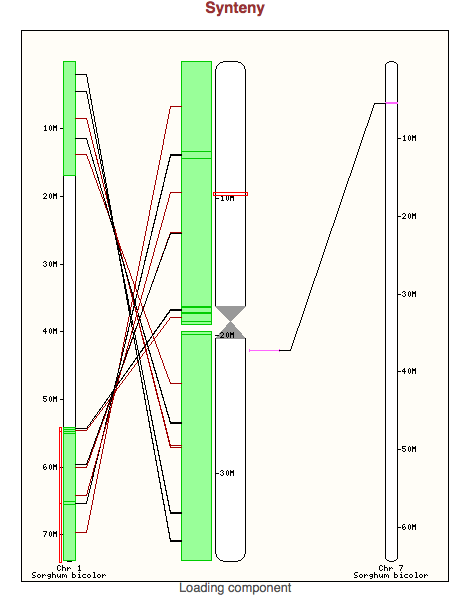 Synteny
10M
20M
30M
40M
50M
60M
70M
10M
20M
30M
10M
20M
30M
40M
50M
60M
Chr 1
Sorghum bicolor
Chr 7
Sorghum bicolor
Loading component